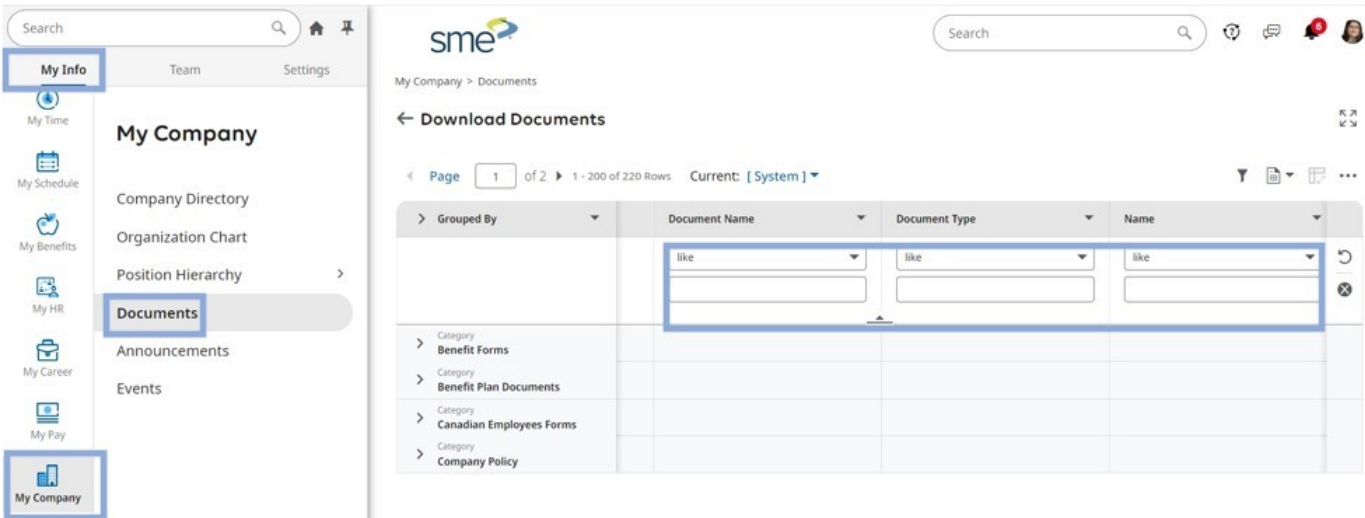 Search
My Info Team Settings
My Time
My Schedule
My Benefits
My HR
My Career
My Pay
My Company
My Company
Company Directory
Organization Chart
Position Hierarchy
Documents
Announcements
Events
sme
Search
6
My Company > Documents
Download Documents
Page 1 of 2 1 - 200 of 220 Rows Current: [ System ]
Grouped By Document Name Document Type Name
like like like
Category
Benefit Forms
Category
Benefit Plan Documents
Category
Canadian Employees Forms
Category
Company Policy